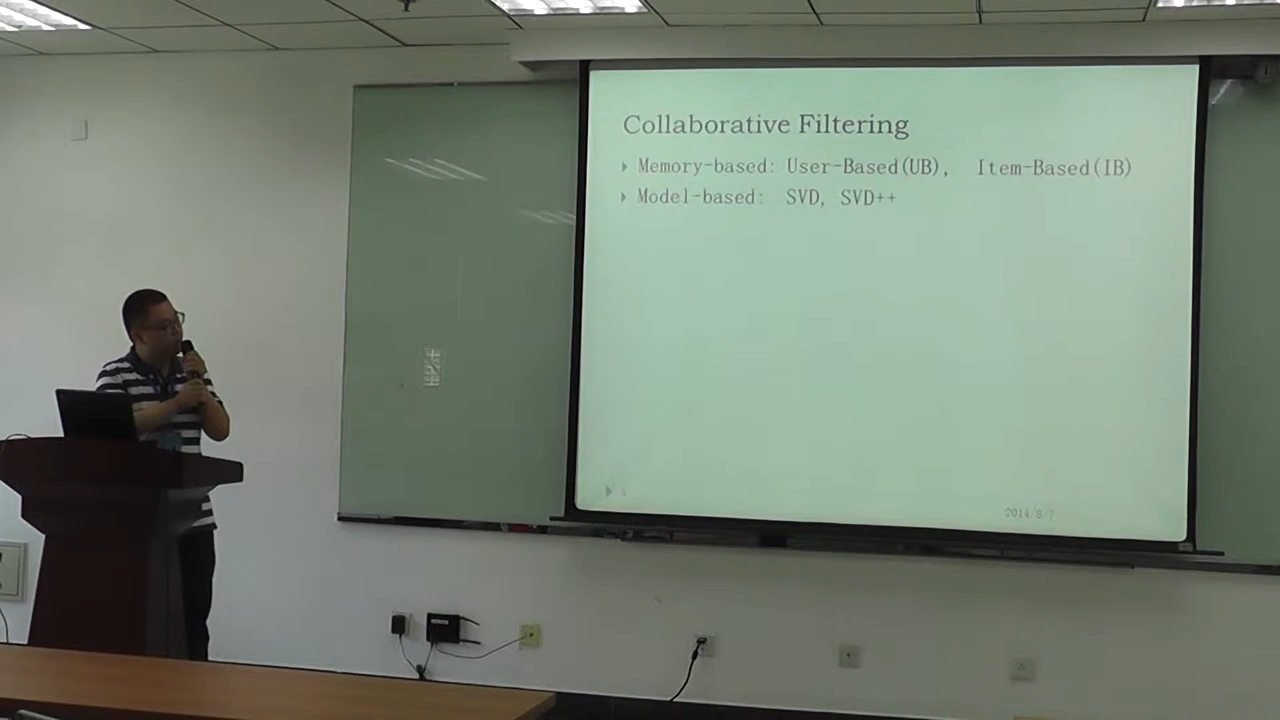 Collaborative Filtering
Memory-based: User-Based(UB), Item-Based(IB)
Model-based: SVD, SVD++
2014/8/7